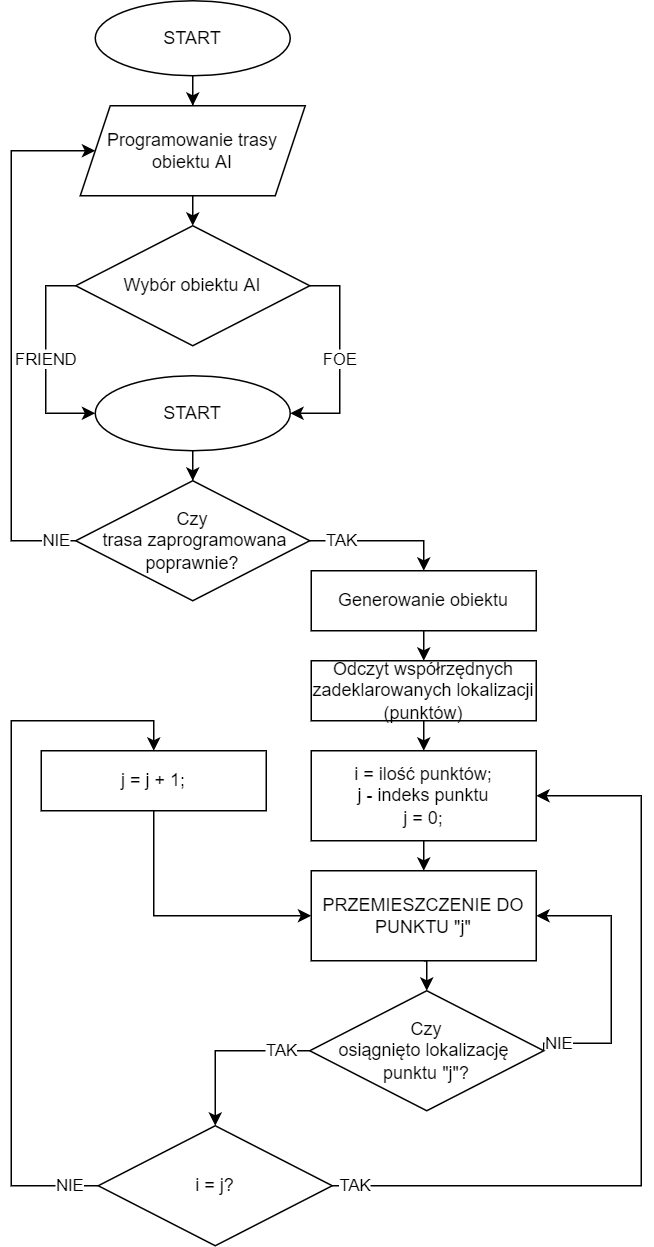 START
Programowanie trasy
obiektu AI
Wybór obiektu AI
FRIEND
FOE
START
Czy
trasa zaprogramowana
poprawnie?
NIE
TAK
Generowanie obiektu
Odczyt współrzędnych
zadeklarowanych lokalizacji
(punktów)
j = j + 1;
i = ilość punktów;
j - indeks punktu
j = 0;
PRZEMIESZCZENIE DO
PUNKTU "j"
Czy
osiągnięto lokalizację
punktu "j"?
NIE
TAK
i = j?
NIE
TAK